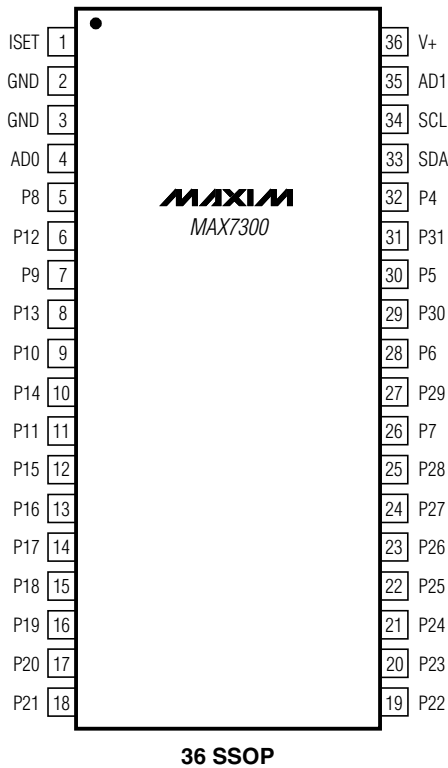 ISET 1 36 V+
GND 2 35 AD1
GND 3 34 SCL
AD0 4 33 SDA
P8 5 MAXIM 32 P4
P12 6 MAX7300 31 P31
P9 7 30 P5
P13 8 29 P30
P10 9 28 P6
P14 10 27 P29
P11 11 26 P7
P15 12 25 P28
P16 13 24 P27
P17 14 23 P26
P18 15 22 P25
P19 16 21 P24
P20 17 20 P23
P21 18 19 P22
36 SSOP